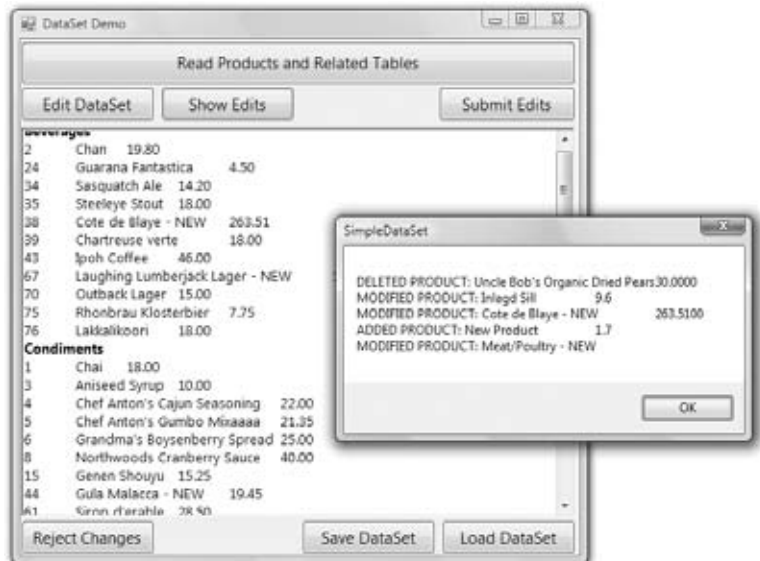 DataSet Demo
Read Products and Related Tables
Edit DataSet Show Edits Submit Edits
Beverages
2 Chan 19.80
24 Guarana Fantastica 4.50
34 Sasquatch Ale 14.20
35 Steeleye Stout 18.00
38 Cote de Blaye - NEW 263.51
39 Chartreuse verte 18.00
43 Ipoh Coffee 46.00
67 Laughing Lumberjack Lager - NEW
70 Outback Lager 15.00
75 Rhonbrau Klosterbier 7.75
76 Lakkalikoori 18.00
Condiments
1 Chai 18.00
3 Aniseed Syrup 10.00
4 Chef Anton's Cajun Seasoning 22.00
5 Chef Anton's Gumbo Mixaaaa 21.35
6 Grandma's Boysenberry Spread 25.00
8 Northwoods Cranberry Sauce 40.00
15 Genen Shouyu 15.25
44 Gula Malacca - NEW 19.45
61 Sirop d'erable 28.50
Reject Changes Save DataSet Load DataSet
SimpleDataSet
DELETED PRODUCT: Uncle Bob's Organic Dried Pears30.0000
MODIFIED PRODUCT: Inlagd Sill 9.6
MODIFIED PRODUCT: Cote de Blaye - NEW 263.5100
ADDED PRODUCT: New Product 1.7
MODIFIED PRODUCT: Meat/Poultry - NEW
OK